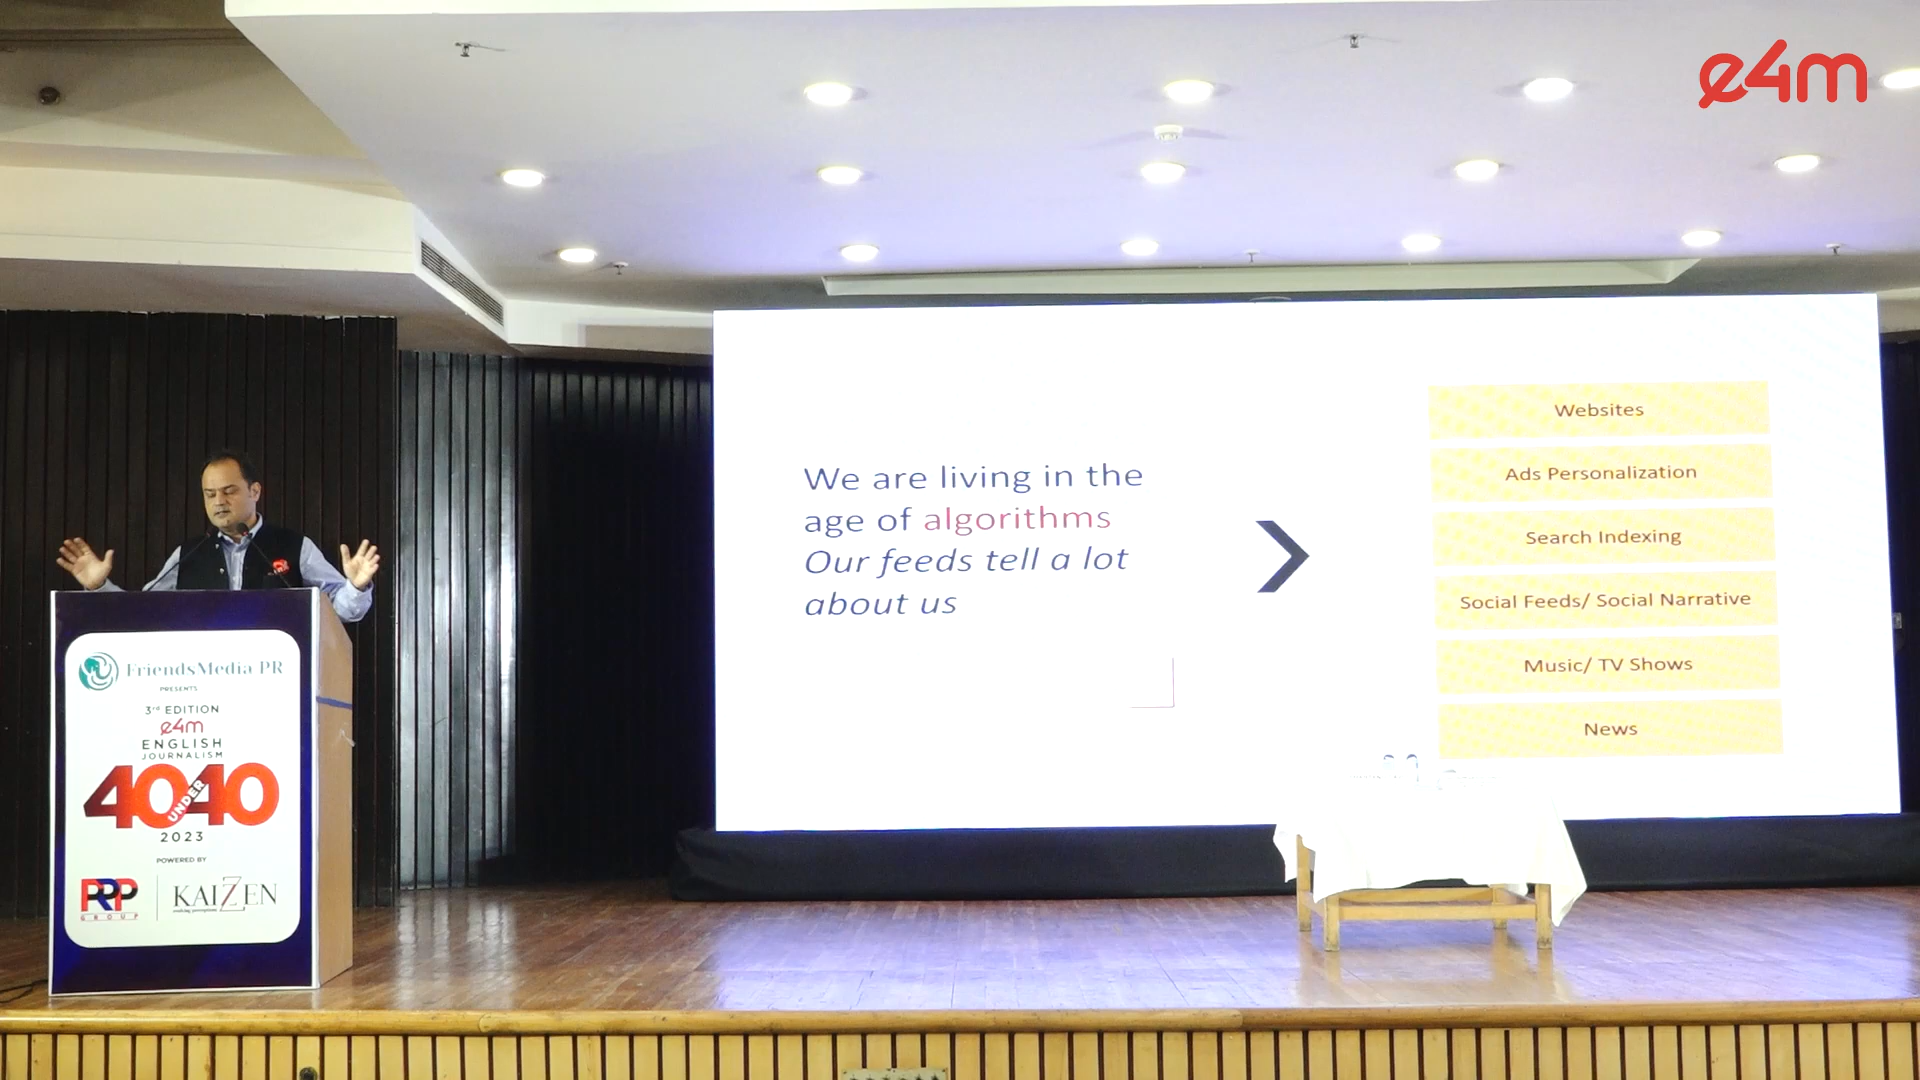 e4m
We are living in the
age of algorithms
Our feeds tell a lot
about us
Websites
Ads Personalization
Search Indexing
Social Feeds/ Social Narrative
Music/ TV Shows
News
FriendsMedia PR
PRESENTS
3rd EDITION
e4m
ENGLISH
JOURNALISM
40 UNDER 40
2023
POWERED BY
PRP
GROUP
KAIZZEN